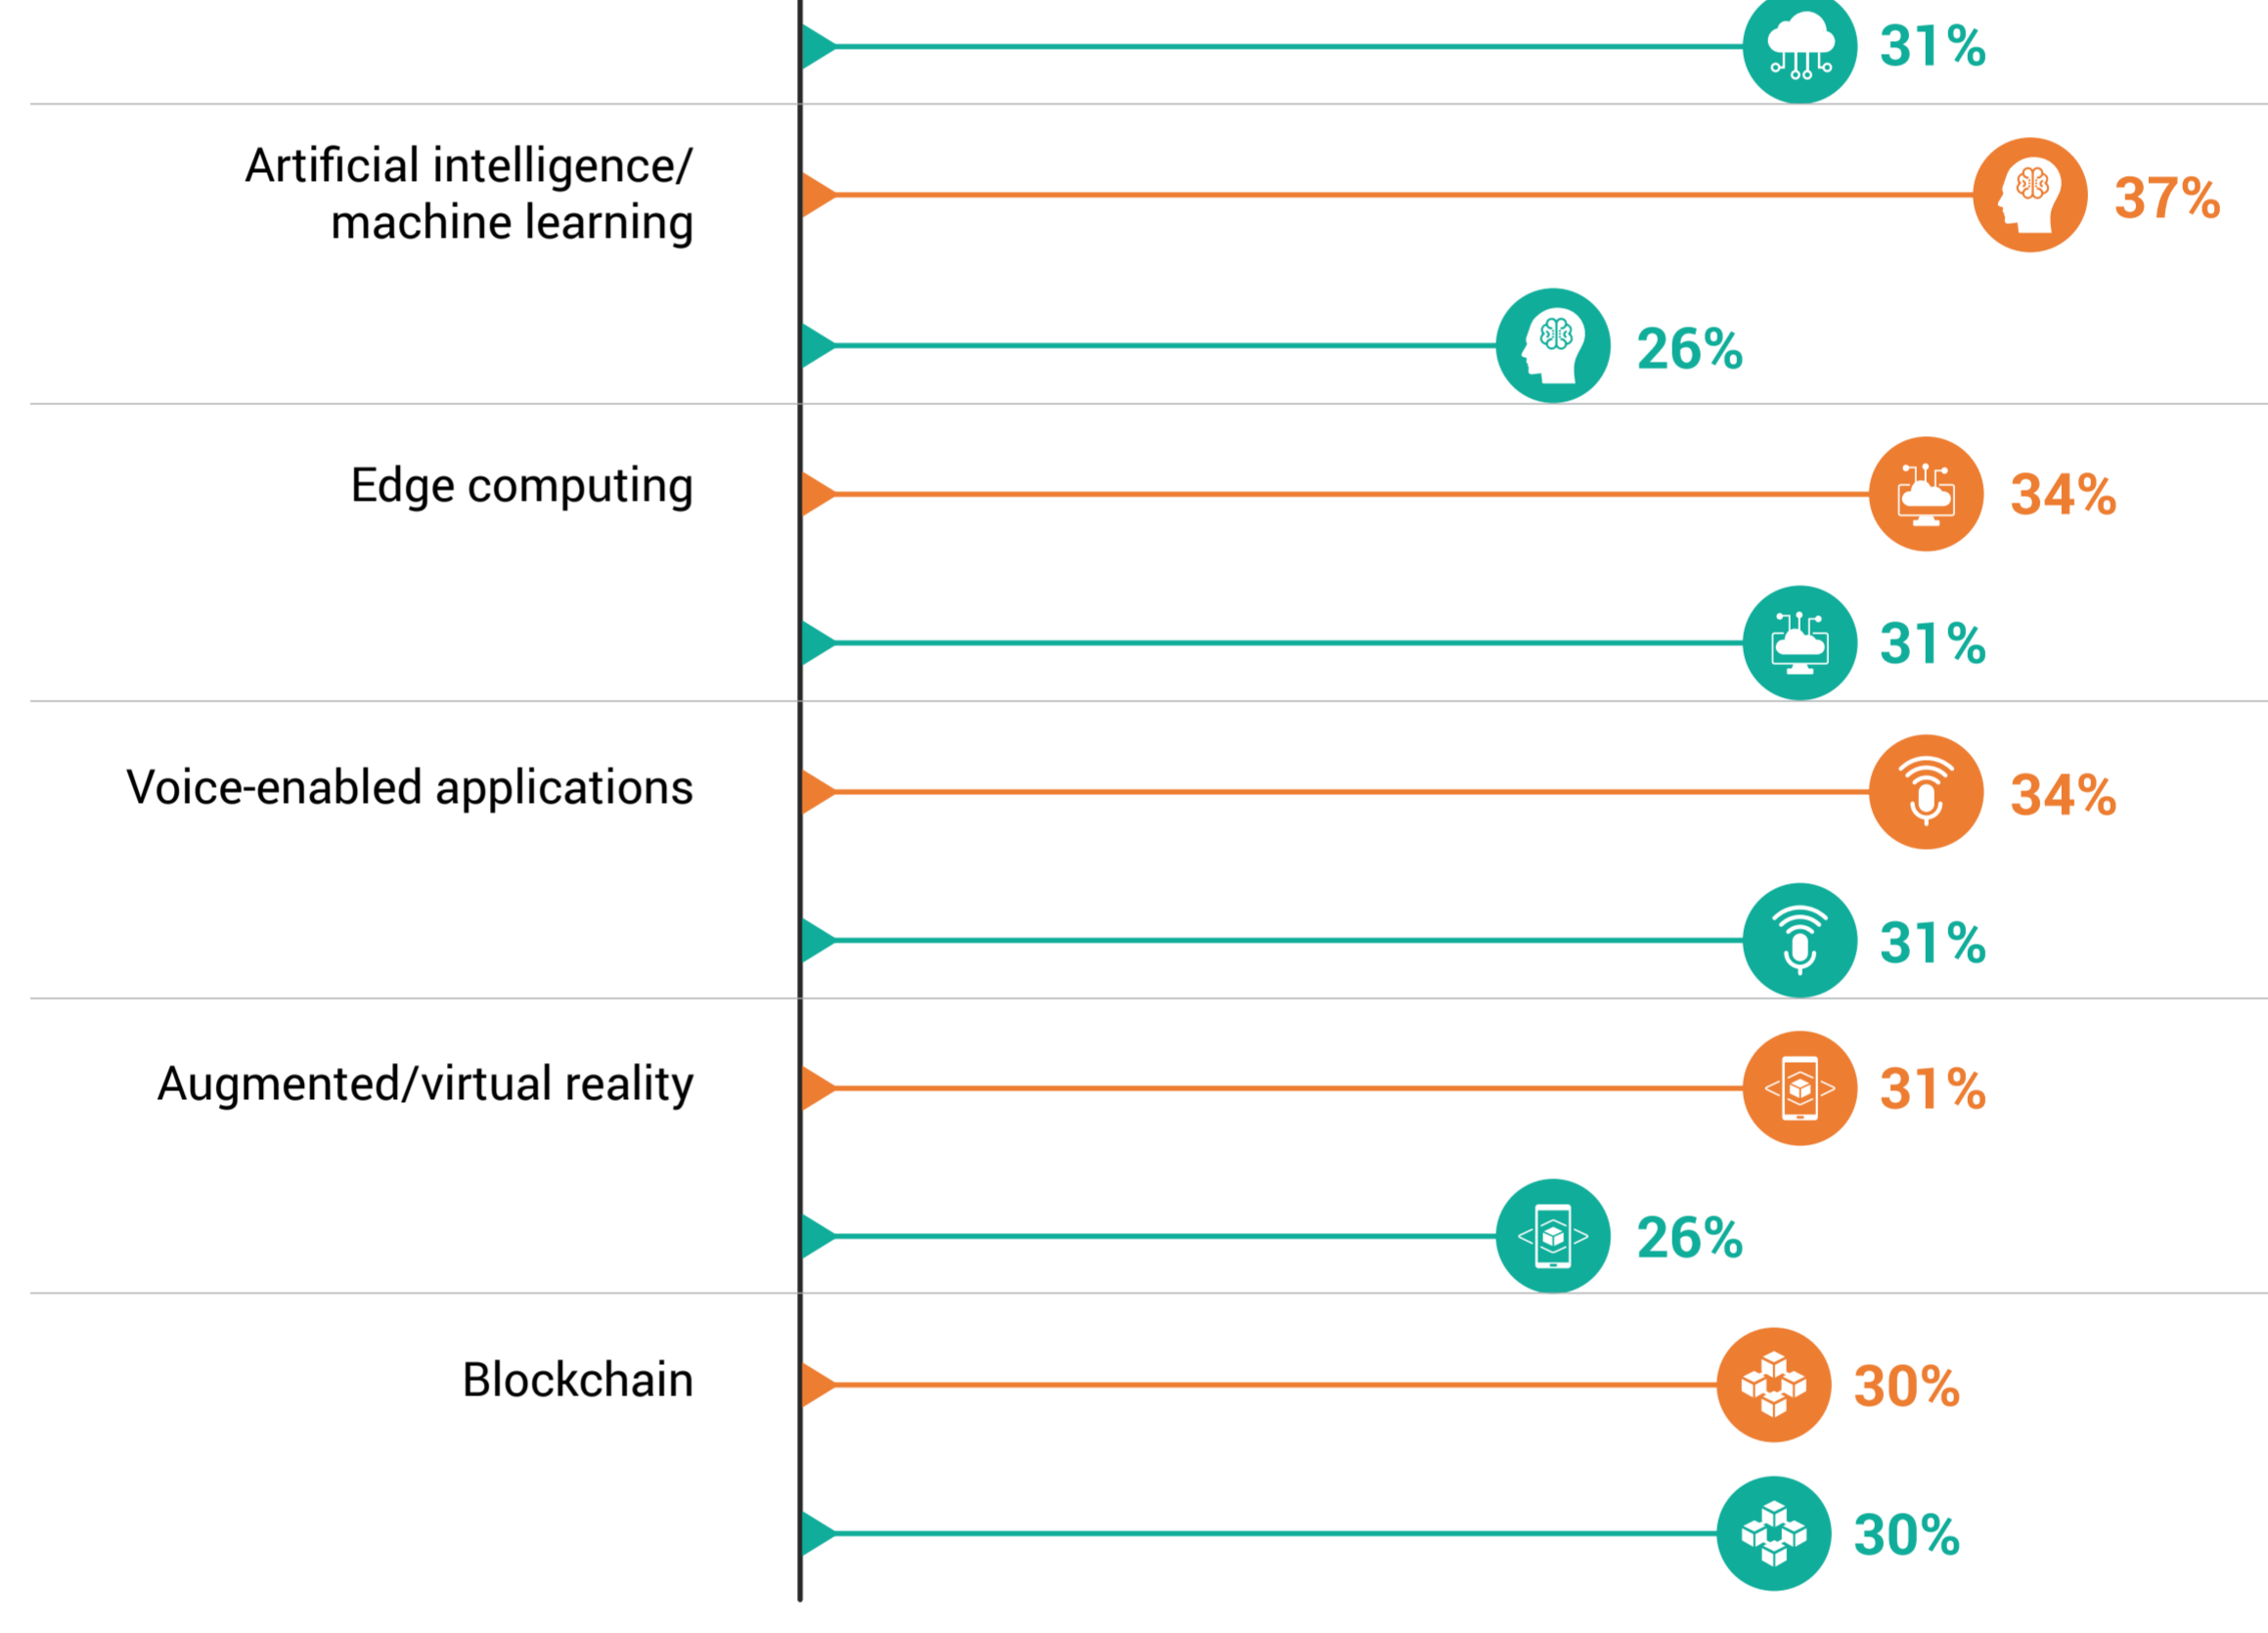 31%
Artificial intelligence/
machine learning
37%
26%
Edge computing
34%
31%
Voice-enabled applications
34%
31%
Augmented/virtual reality
31%
26%
Blockchain
30%
30%